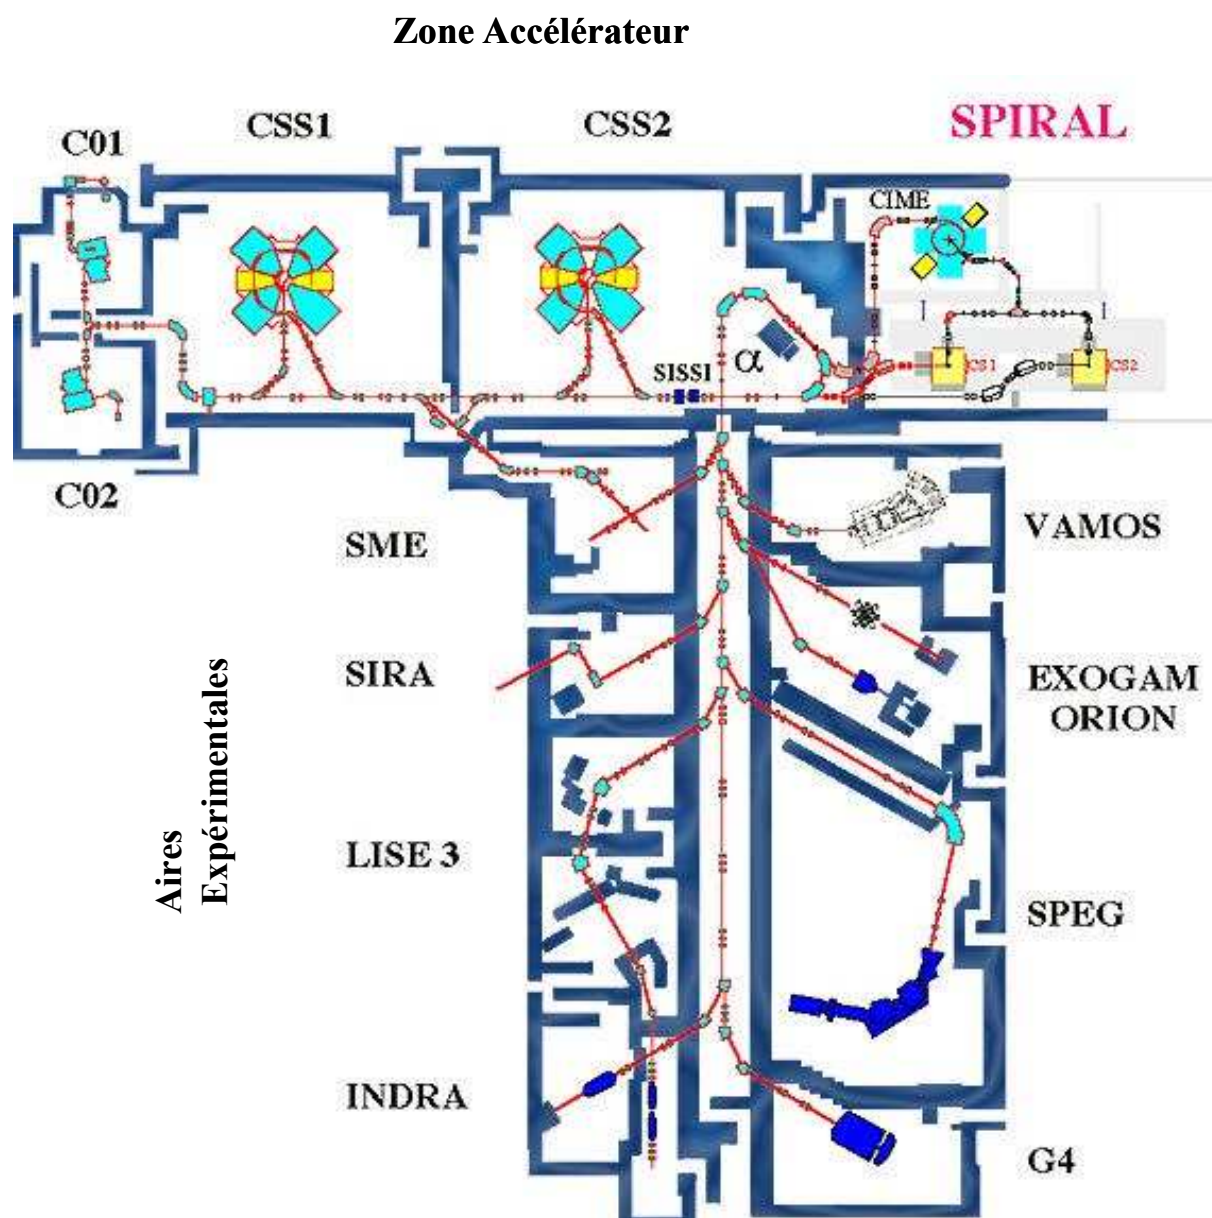 Zone Accélérateur
C01
CSS1
CSS2
SPIRAL
CIME
SISSI
α
CS1
CS2
C02
SME
VAMOS
SIRA
EXOGAM
ORION
Aires
Expérimentales
LISE 3
SPEG
INDRA
G4